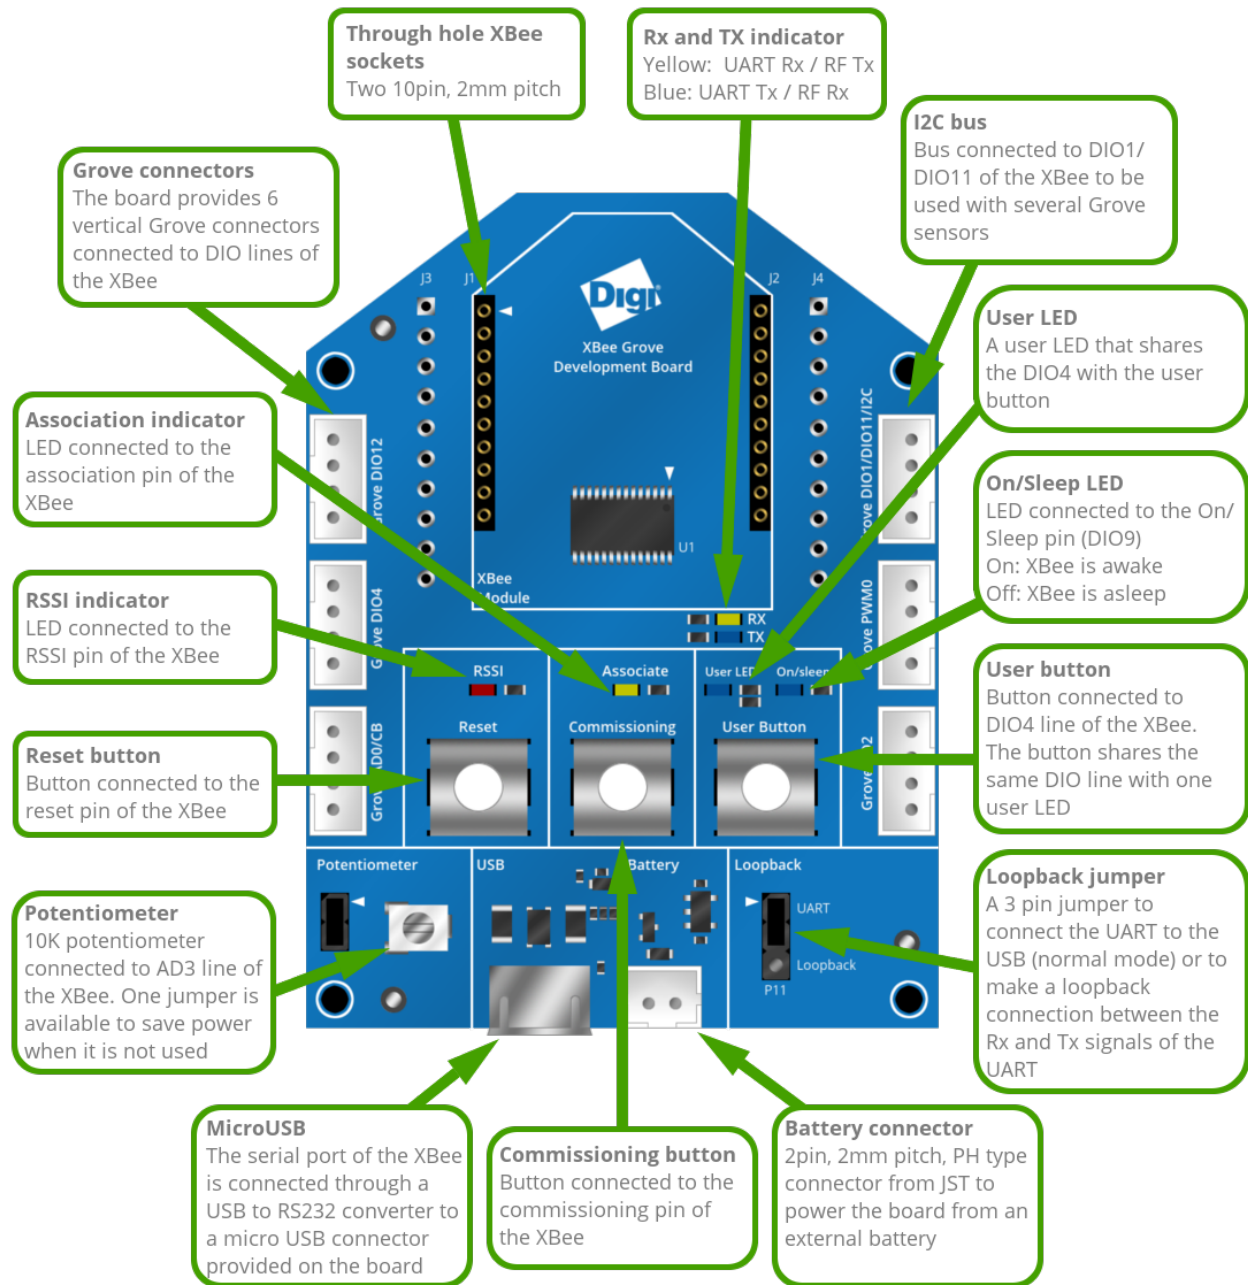 Through hole XBee
sockets
Two 10pin, 2mm pitch
Rx and TX indicator
Yellow:  UART Rx / RF Tx
Blue: UART Tx / RF Rx
I2C bus
Bus connected to DIO1/
DIO11 of the XBee to be
used with several Grove
sensors
Grove connectors
The board provides 6
vertical Grove connectors
connected to DIO lines of
the XBee
User LED
A user LED that shares
the DIO4 with the user
button
Association indicator
LED connected to the
association pin of the
XBee
On/Sleep LED
LED connected to the On/
Sleep pin (DIO9)
On: XBee is awake
Off: XBee is asleep
RSSI indicator
LED connected to the
RSSI pin of the XBee
User button
Button connected to
DIO4 line of the XBee.
The button shares the
same DIO line with one
user LED
Reset button
Button connected to the
reset pin of the XBee
Loopback jumper
A 3 pin jumper to
connect the UART to the
USB (normal mode) or to
make a loopback
connection between the
Rx and Tx signals of the
UART
Potentiometer
10K potentiometer
connected to AD3 line of
the XBee. One jumper is
available to save power
when it is not used
MicroUSB
The serial port of the XBee
is connected through a
USB to RS232 converter to
a micro USB connector
provided on the board
Commissioning button
Button connected to the
commissioning pin of
the XBee
Battery connector
2pin, 2mm pitch, PH type
connector from JST to
power the board from an
external battery
J3
J1
J2
J4
Digi
XBee Grove
Development Board
Grove DIO12
Grove DIO1/DIO11/I2C
U1
XBee
Module
Grove DIO4
Grove PWM0
RX
TX
RSSI
Associate
User LED
On/sleep
Reset
Commissioning
User Button
Grove AD0/CB
Potentiometer
USB
Battery
Loopback
UART
Loopback
P11